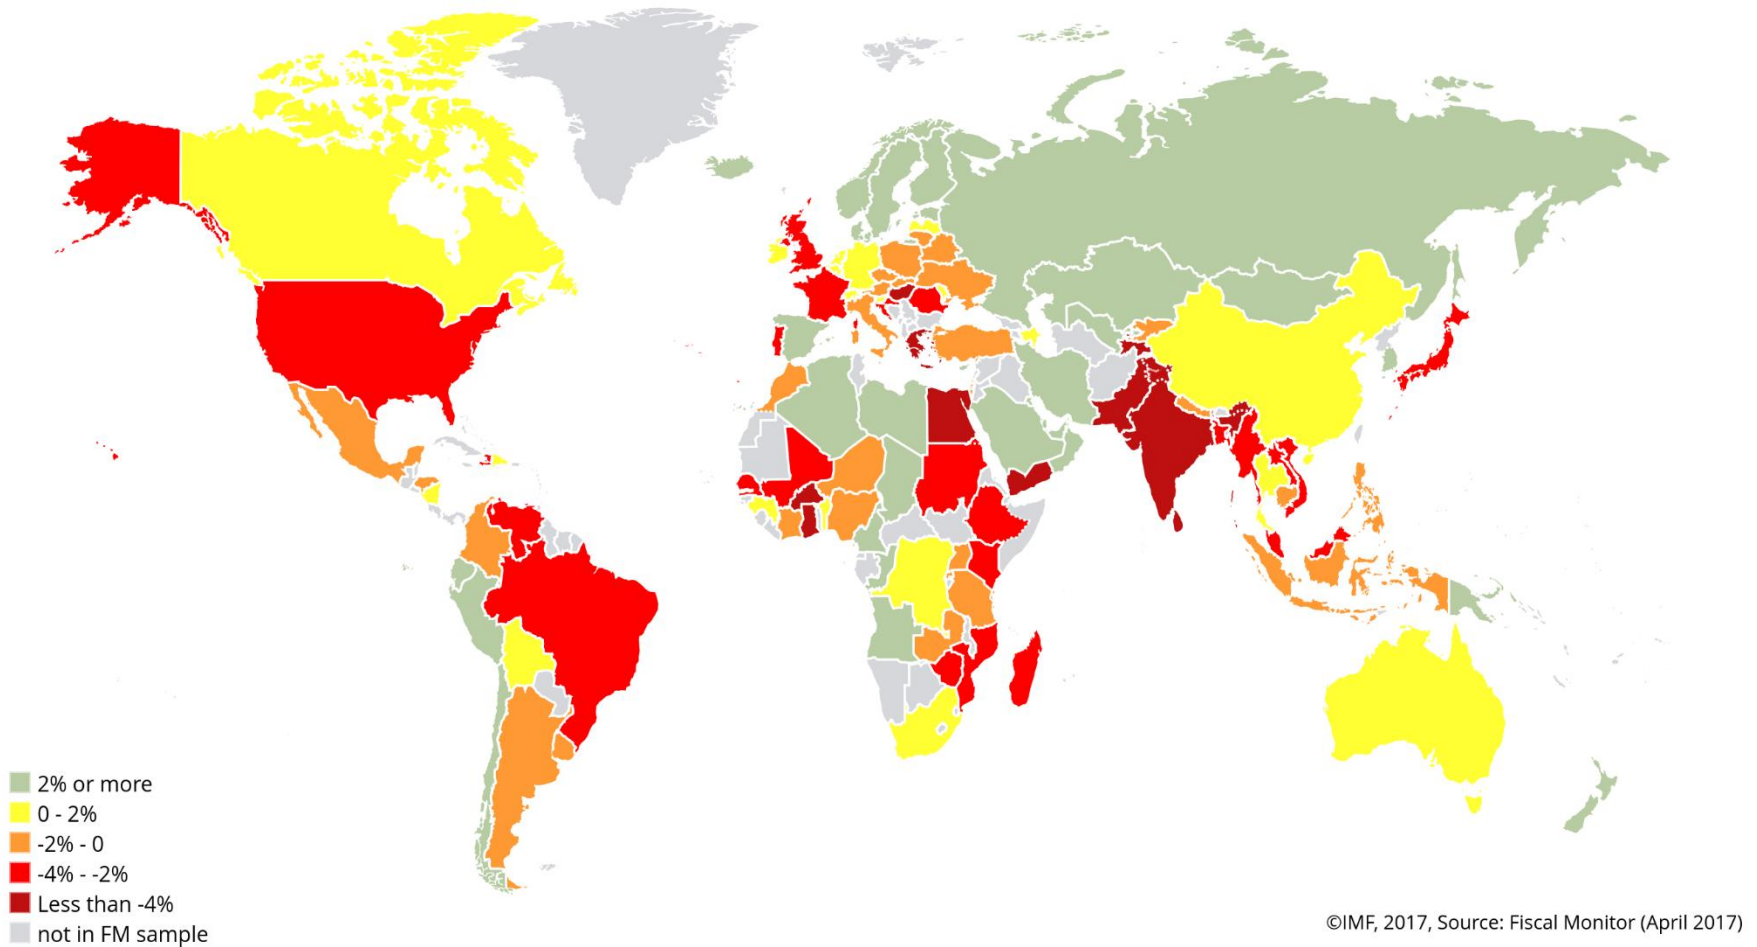 2% or more
0 - 2%
-2% - 0
-4% - -2%
Less than -4%
not in FM sample
©IMF, 2017, Source: Fiscal Monitor (April 2017)